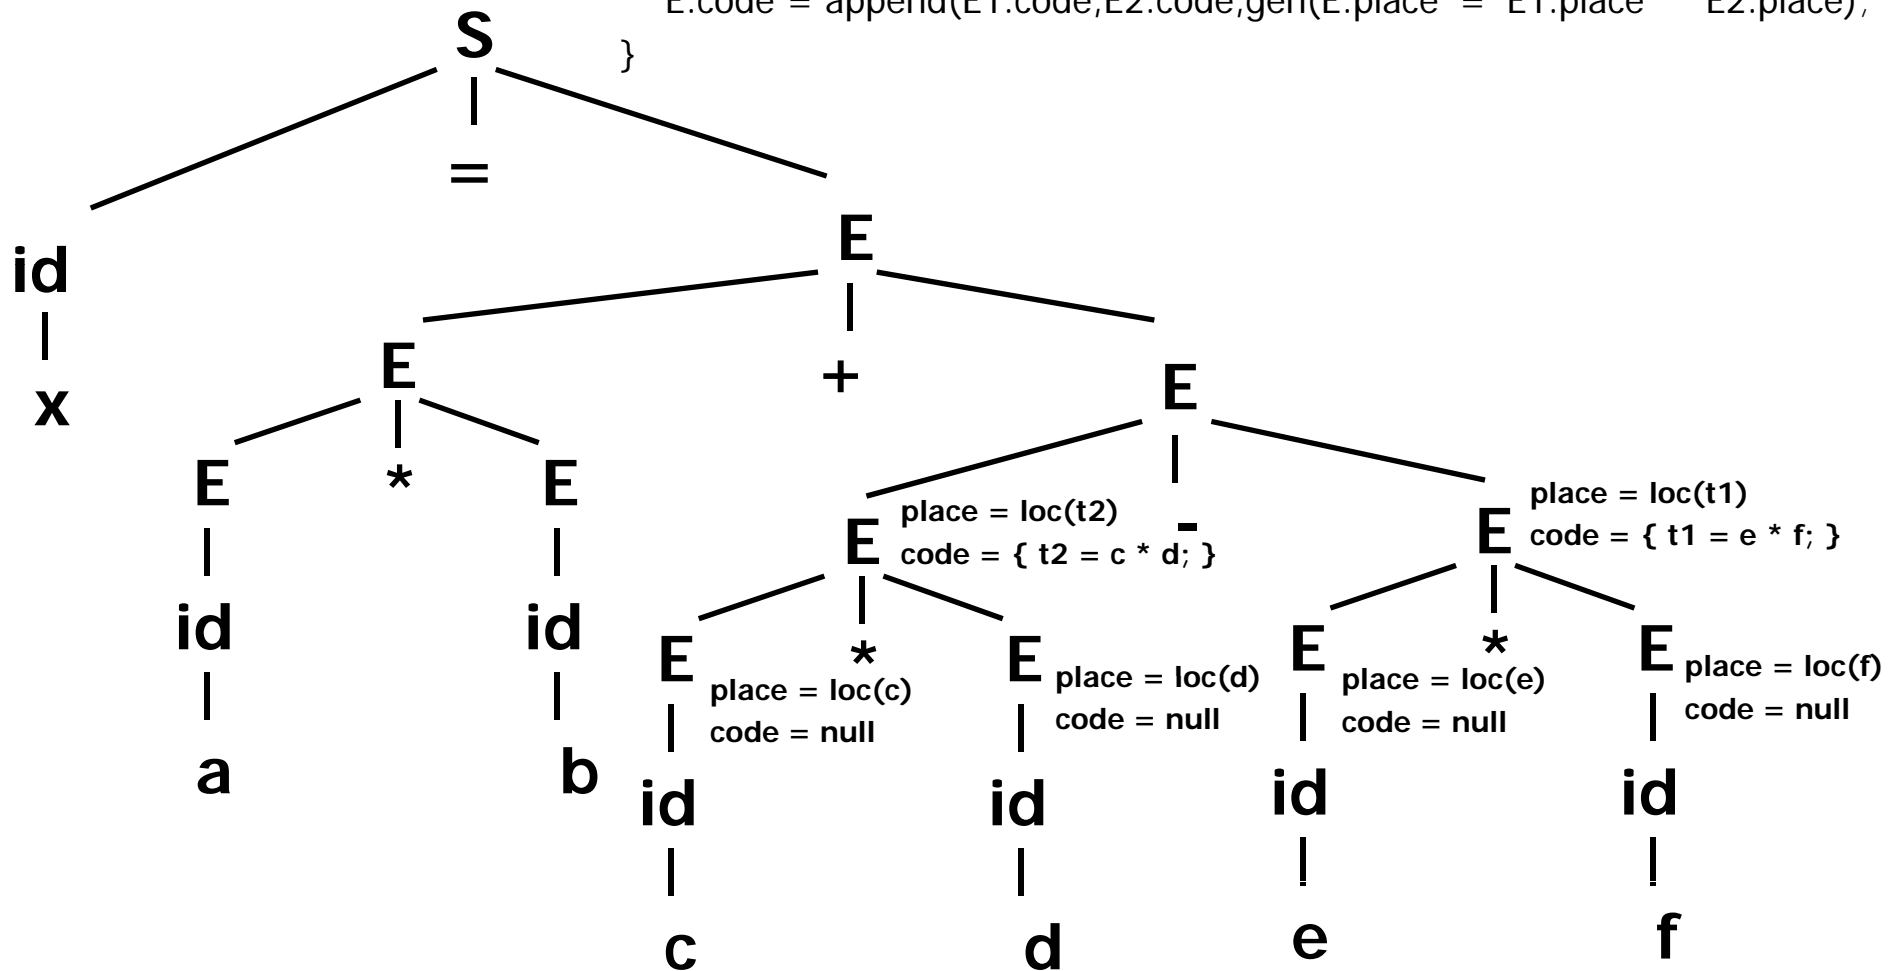 E.code = append(E1.code,E2.code,gen(E.place = E1.place E2.place);
}
S
=
id
E
x
E
+
E
E
*
E
place = loc(t2)
code = { t2 = c * d; }
E
-
place = loc(t1)
code = { t1 = e * f; }
E
id
id
E
place = loc(c)
code = null
*
E
place = loc(d)
code = null
E
place = loc(e)
code = null
*
E
place = loc(f)
code = null
a
b
id
id
id
id
c
d
e
f